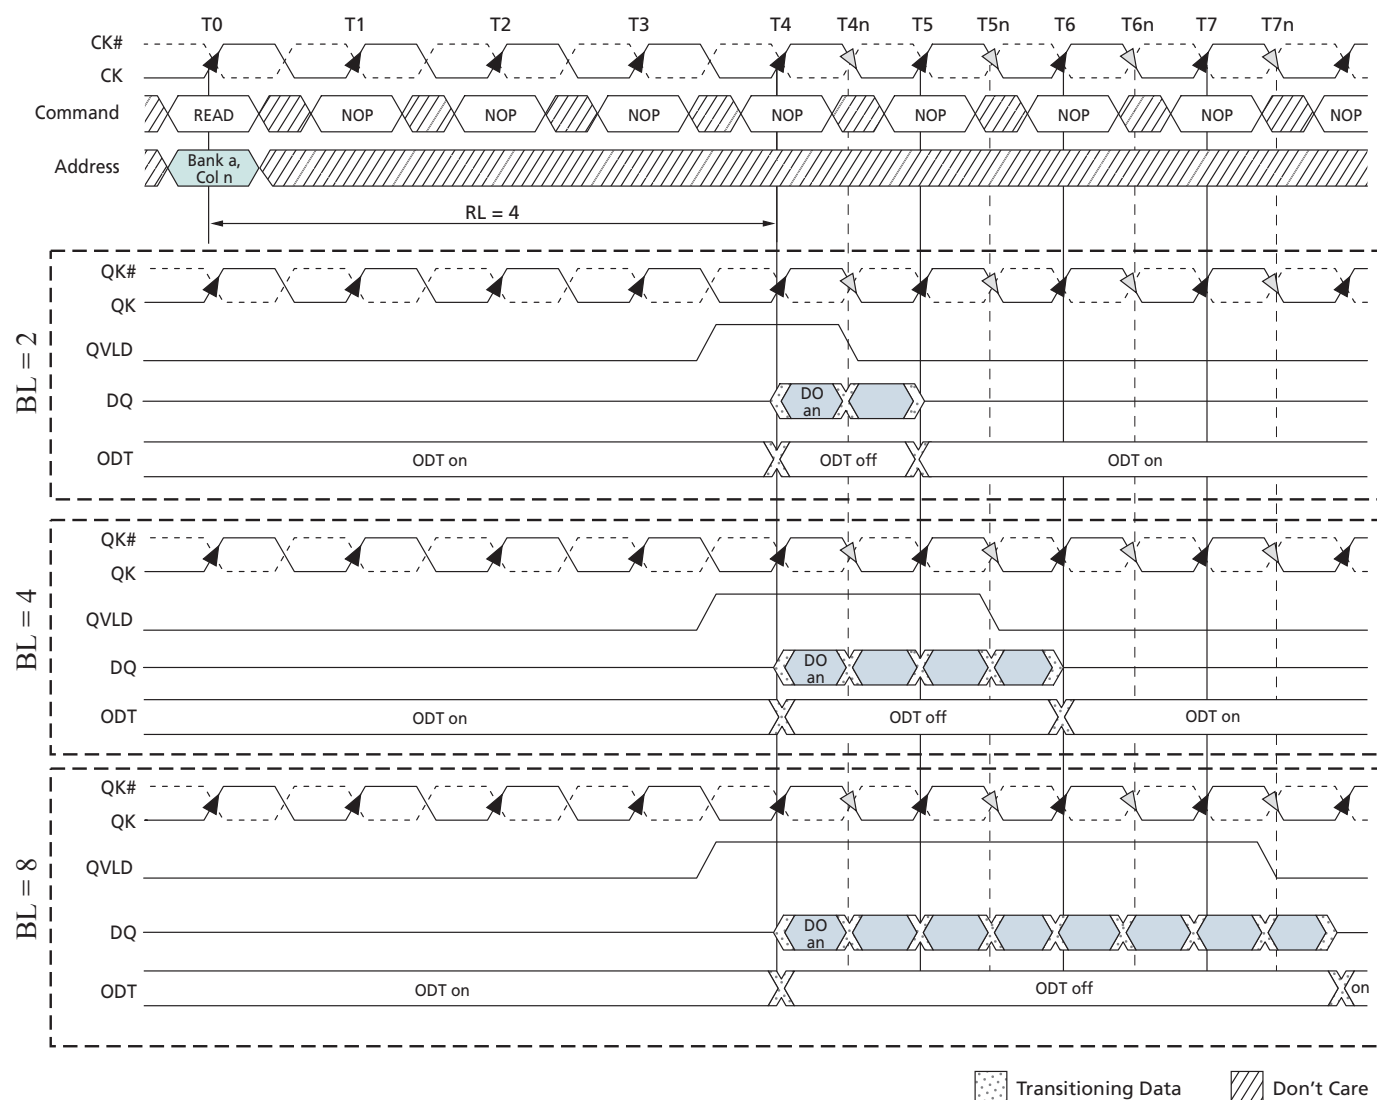 T0 T1 T2 T3 T4 T4n T5 T5n T6 T6n T7 T7n
CK#
CK
Command READ NOP NOP NOP NOP NOP NOP NOP NOP
Address Bank a,
Col n
RL = 4
BL = 2
QK#
QK
QVLD
DQ DO
an
ODT ODT on ODT off ODT on
BL = 4
QK#
QK
QVLD
DQ DO
an
ODT ODT on ODT off ODT on
BL = 8
QK#
QK
QVLD
DQ DO
an
ODT ODT on ODT off on
Transitioning Data Don't Care